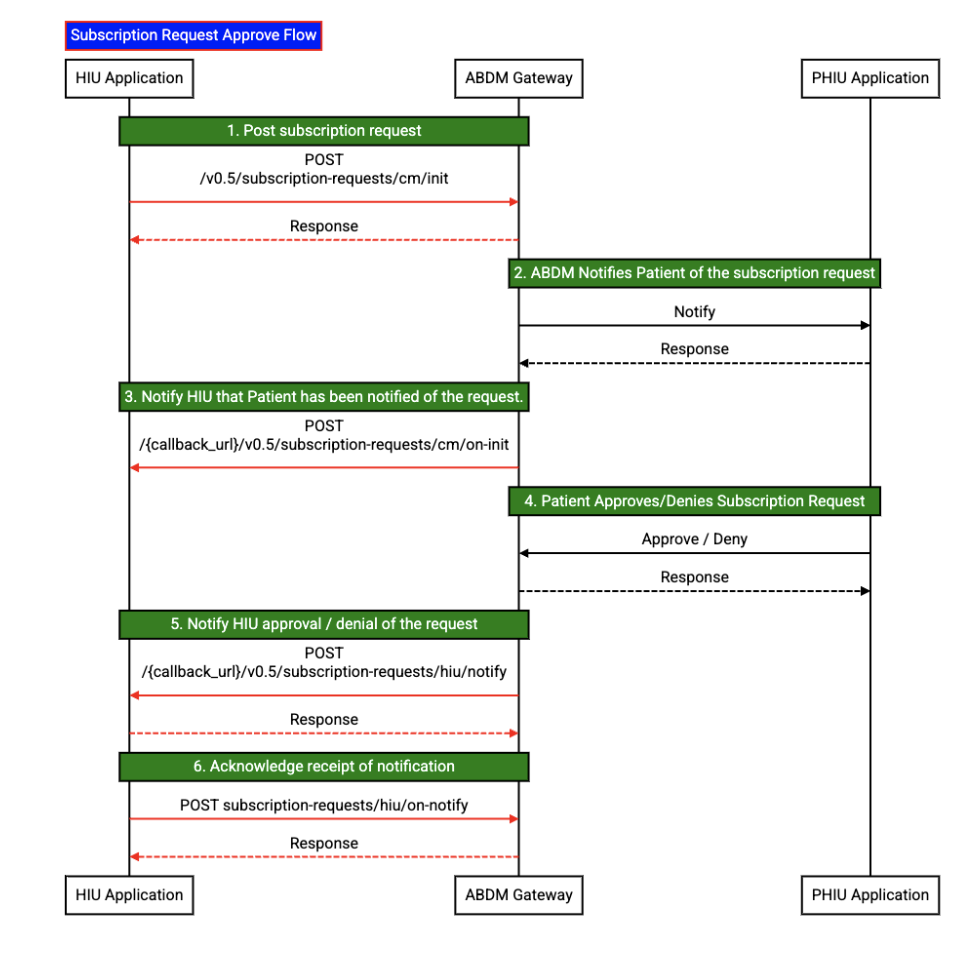 Subscription Request Approve Flow
HIU Application
ABDM Gateway
PHIU Application
1. Post subscription request
POST
/v0.5/subscription-requests/cm/init
Response
2. ABDM Notifies Patient of the subscription request
Notify
Response
3. Notify HIU that Patient has been notified of the request.
POST
/{callback_url}/v0.5/subscription-requests/cm/on-init
4. Patient Approves/Denies Subscription Request
Approve / Deny
Response
5. Notify HIU approval / denial of the request
POST
/{callback_url}/v0.5/subscription-requests/hiu/notify
Response
6. Acknowledge receipt of notification
POST subscription-requests/hiu/on-notify
Response
HIU Application
ABDM Gateway
PHIU Application